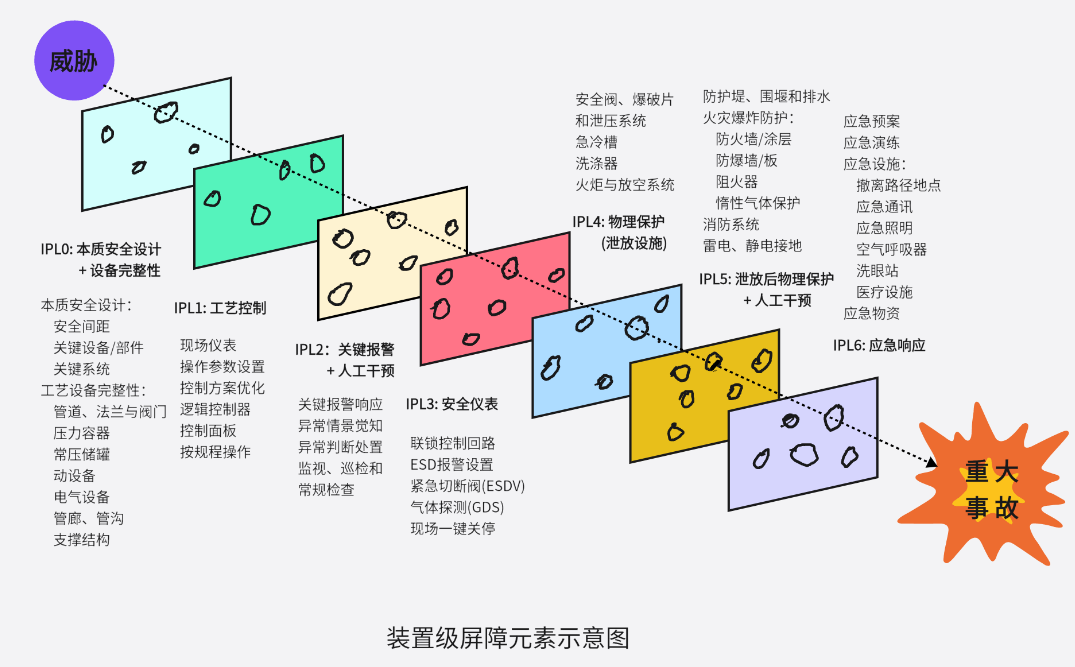 威胁
IPL0: 本质安全设计
+ 设备完整性
本质安全设计：
安全间距
关键设备/部件
关键系统
工艺设备完整性：
管道、法兰与阀门
压力容器
常压储罐
动设备
电气设备
管廊、管沟
支撑结构
IPL1: 工艺控制
现场仪表
操作参数设置
控制方案优化
逻辑控制器
控制面板
按规程操作
IPL2：关键报警
+ 人工干预
关键报警响应
异常情景觉知
异常判断处置
监视、巡检和
常规检查
IPL3: 安全仪表
联锁控制回路
ESD报警设置
紧急切断阀(ESDV)
气体探测(GDS)
现场一键关停
安全阀、爆破片
和泄压系统
急冷槽
洗涤器
火炬与放空系统
IPL4: 物理保护
(泄放设施)
防护堤、围堰和排水
火灾爆炸防护：
防火墙/涂层
防爆墙/板
阻火器
惰性气体保护
消防系统
雷电、静电接地
IPL5: 泄放后物理保护
+ 人工干预
应急预案
应急演练
应急设施：
撤离路径地点
应急通讯
应急照明
空气呼吸器
洗眼站
医疗设施
应急物资
IPL6: 应急响应
重大
事故
装置级屏障元素示意图